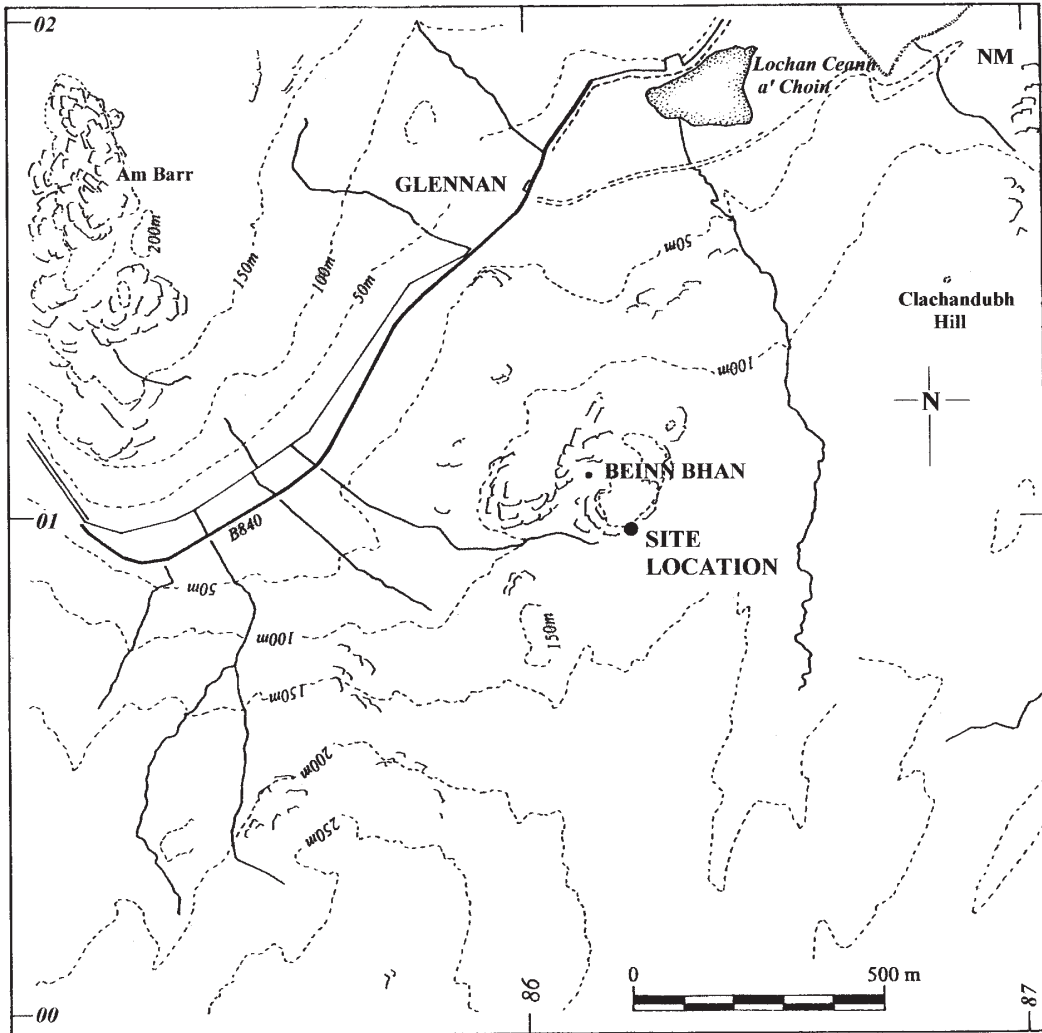 02
NM
Lochan Ceann
a' Choin
Am Barr
GLENNAN
200m
150m
100m
50m
50m
Clachandubh
Hill
100m
N
BEINN BHAN
01
B840
SITE
LOCATION
50m
100m
150m
150m
200m
250m
0
500 m
86
87
00